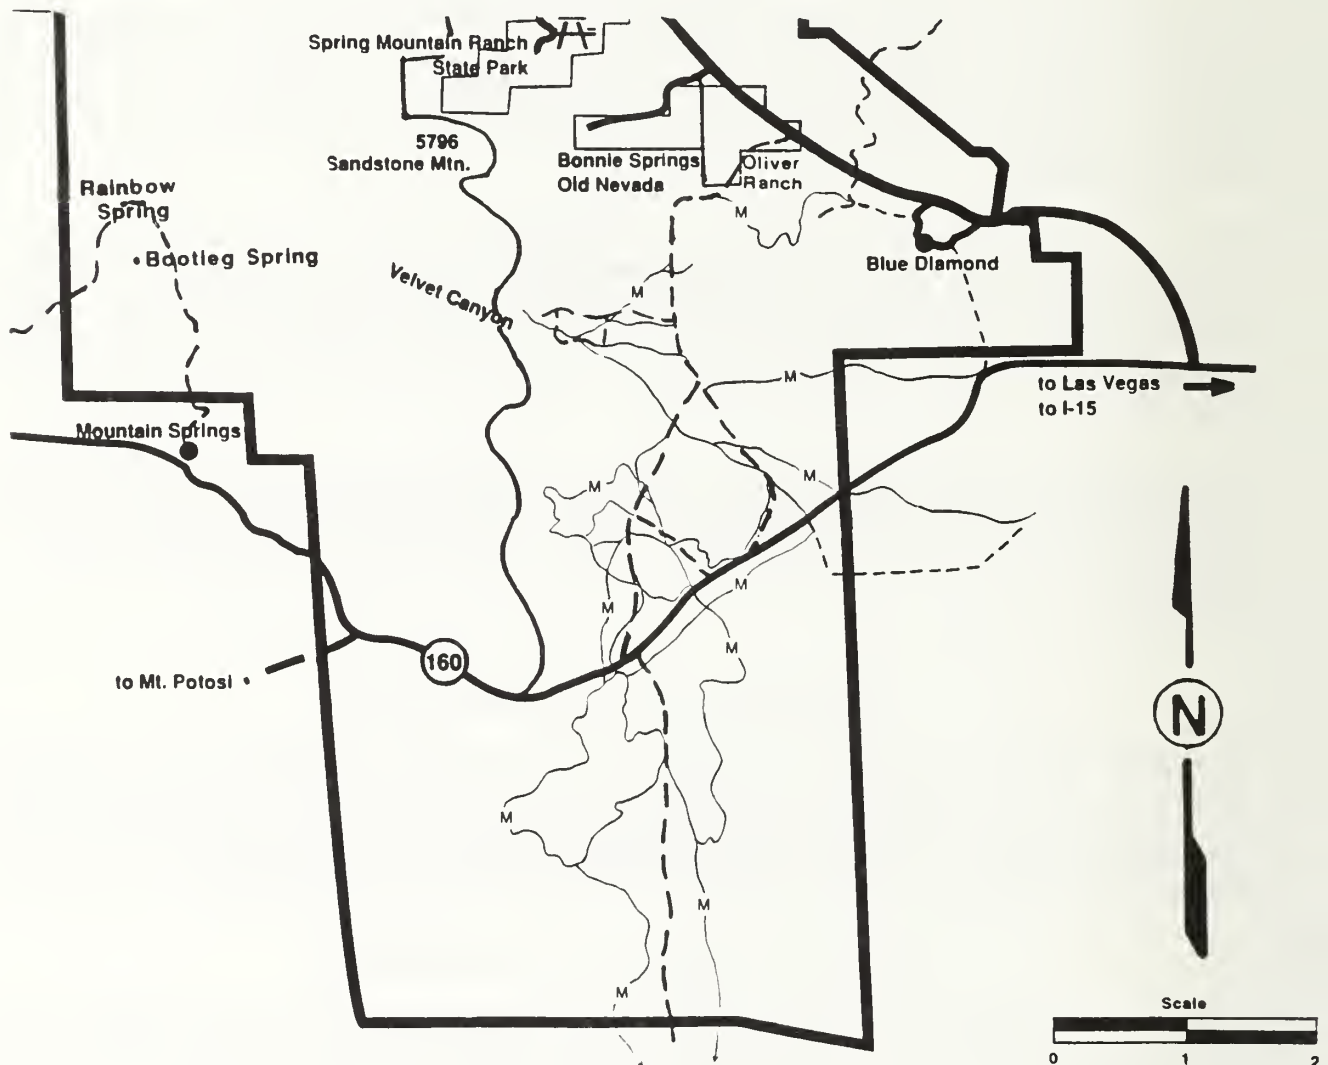 Spring Mountain Ranch
State Park
5796
Sandstone Mtn.
Bonnie Springs
Old Nevada
Oliver
Ranch
M
Rainbow
Spring
Bootleg Spring
Velvet Canyon
Blue Diamond
M
M
to Las Vegas
to I-15
Mountain Springs
M
M
M
M
M
160
to Mt. Potosi
N
M
M
M
Scale
0 1 2